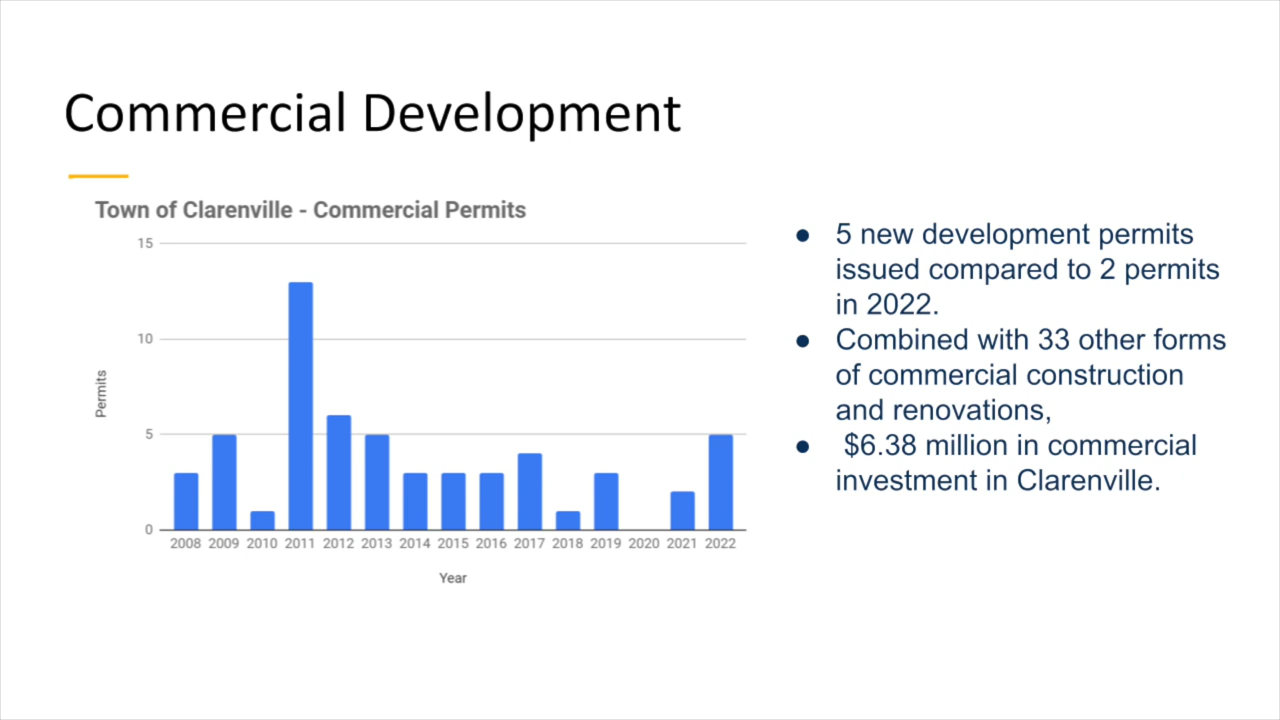 Commercial Development
Town of Clarenville - Commercial Permits
15
10
5
0
Permits
2008 2009 2010 2011 2012 2013 2014 2015 2016 2017 2018 2019 2020 2021 2022
Year
● 5 new development permits
issued compared to 2 permits
in 2022.
● Combined with 33 other forms
of commercial construction
and renovations,
● $6.38 million in commercial
investment in Clarenville.